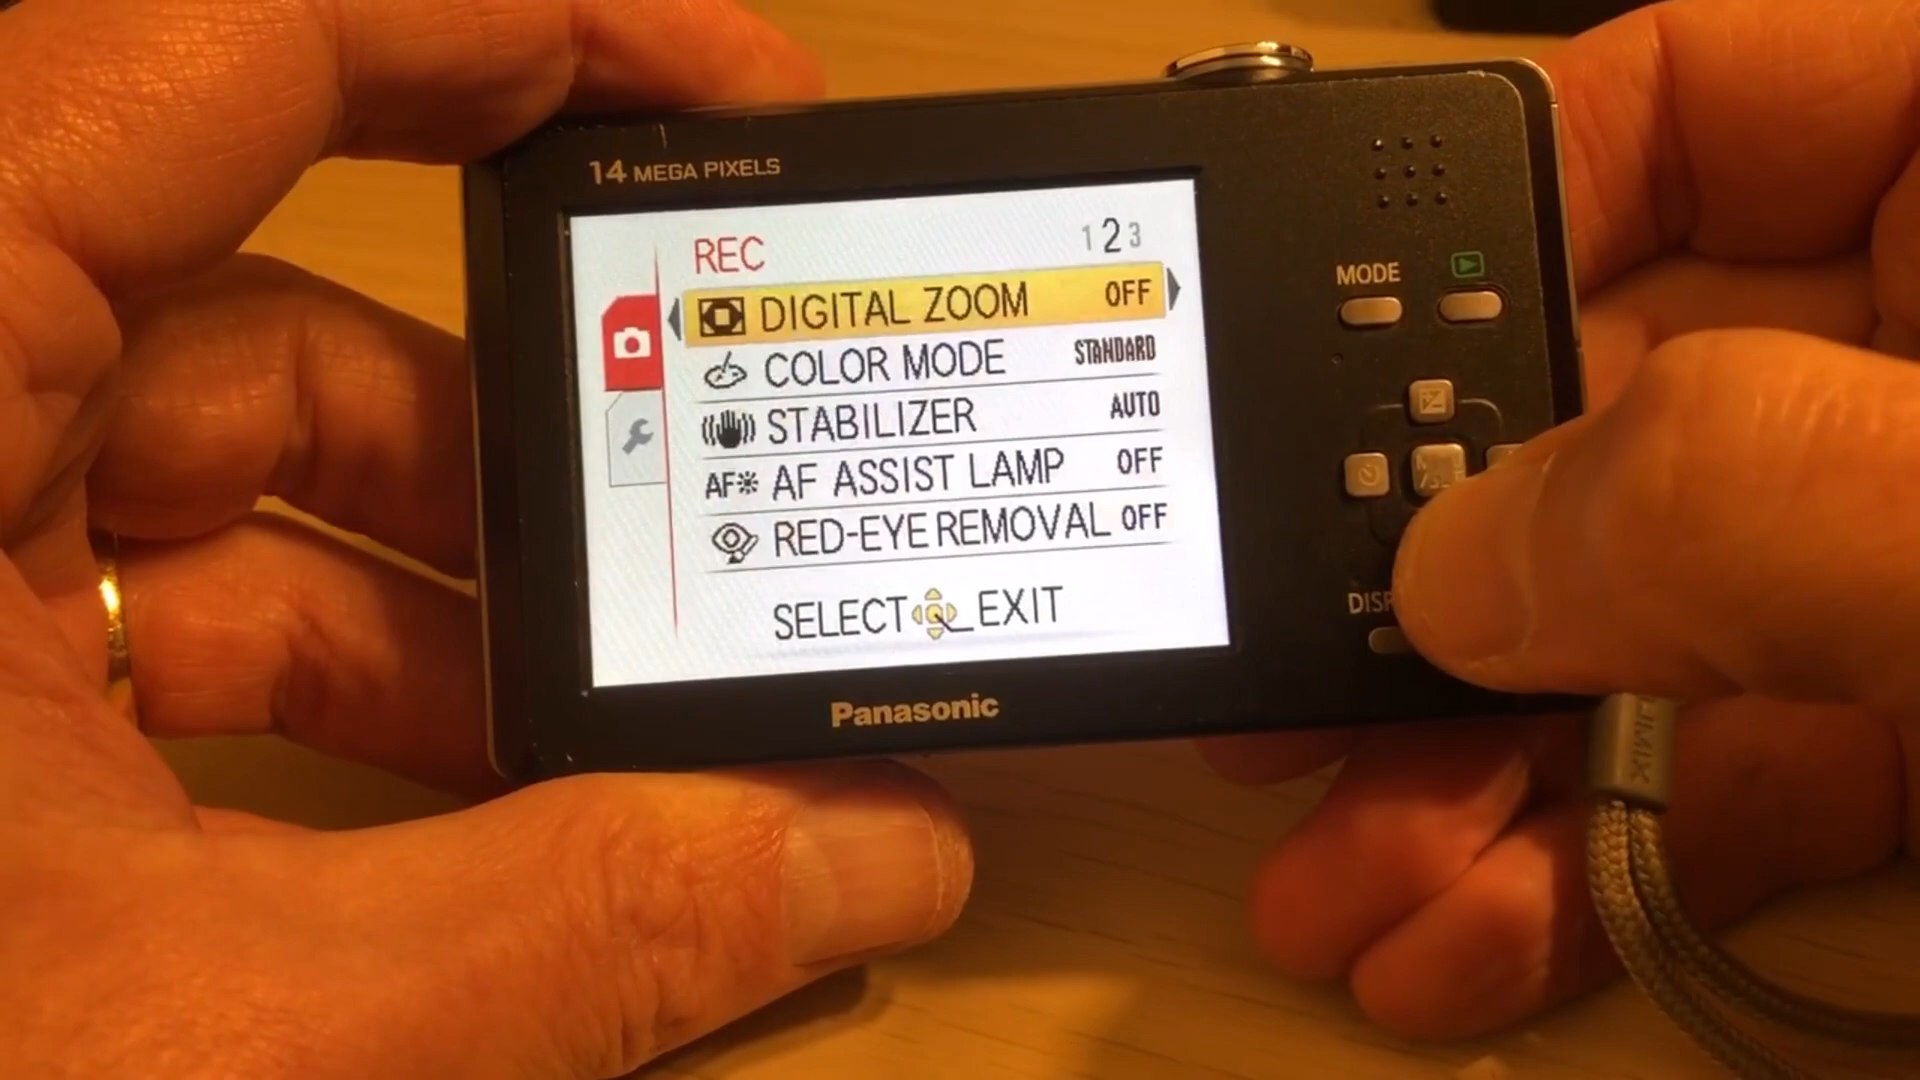 14 MEGA PIXELS
REC 1 2 3
DIGITAL ZOOM OFF
COLOR MODE STANDARD
STABILIZER AUTO
AF AF ASSIST LAMP OFF
RED-EYE REMOVAL OFF
SELECT EXIT
Panasonic
MODE